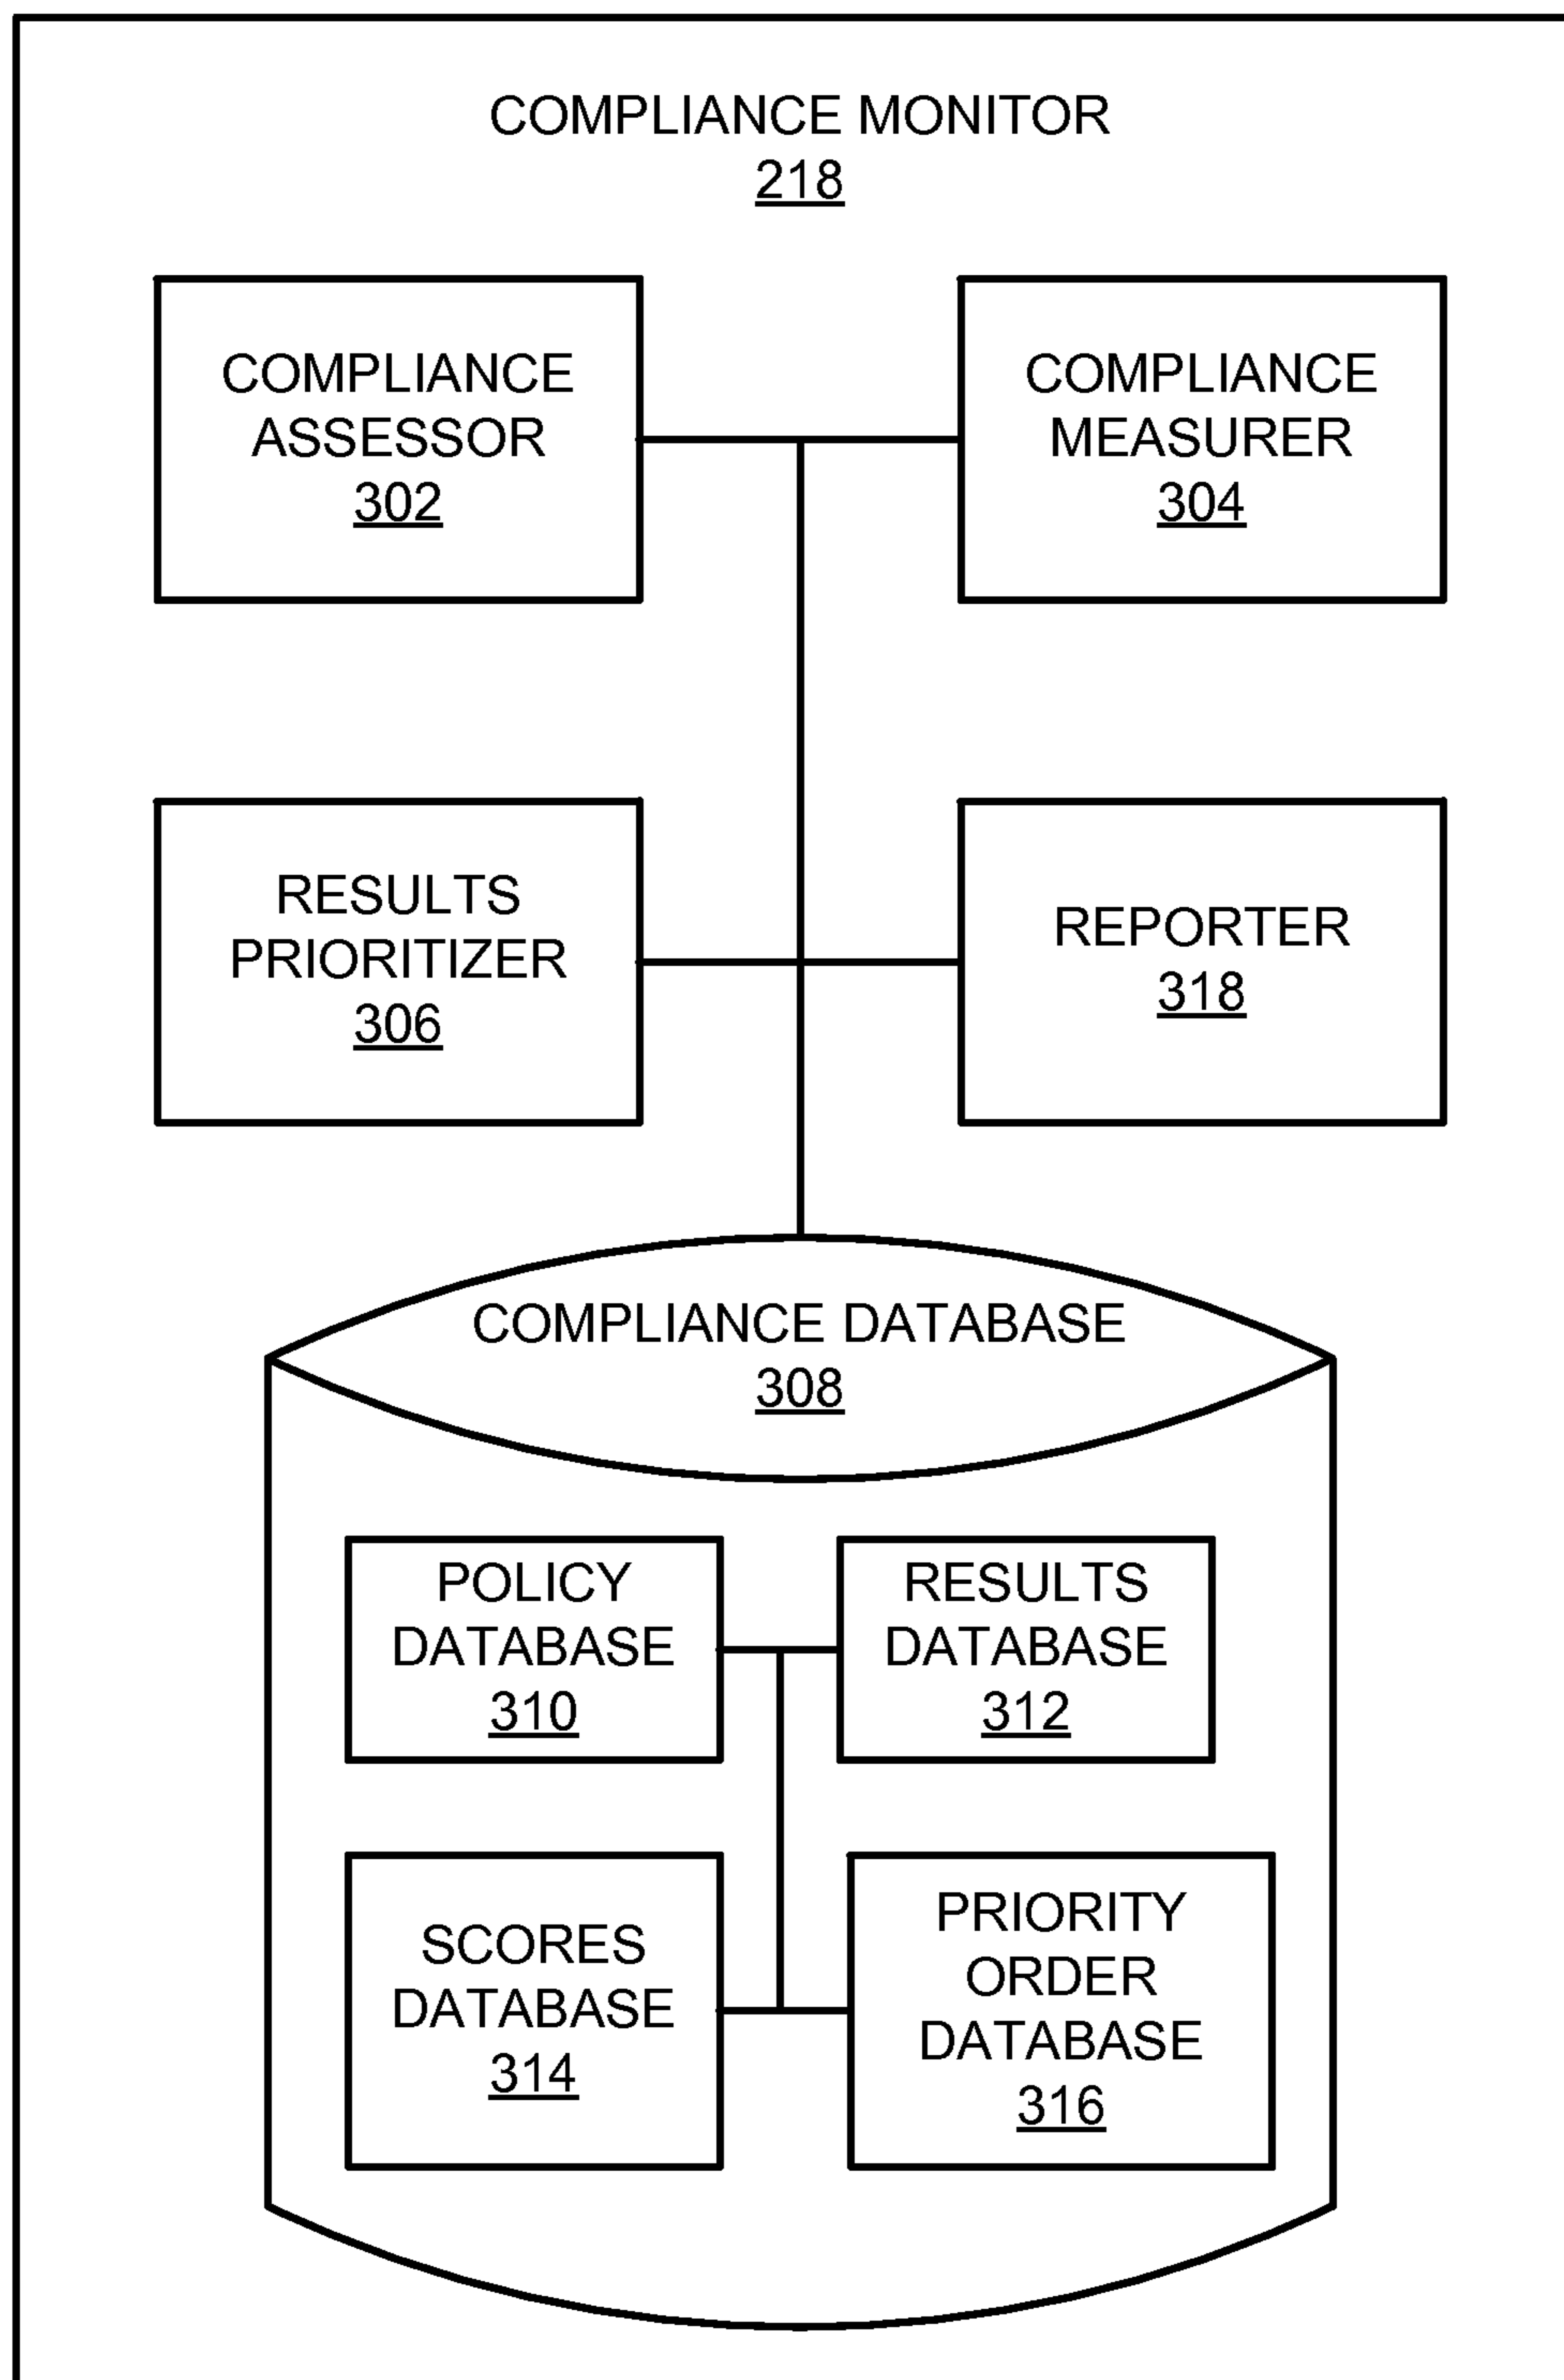 COMPLIANCE MONITOR
218
COMPLIANCE
ASSESSOR
302
COMPLIANCE
MEASURER
304
RESULTS
PRIORITIZER
306
REPORTER
318
COMPLIANCE DATABASE
308
POLICY
DATABASE
310
RESULTS
DATABASE
312
SCORES
DATABASE
314
PRIORITY
ORDER
DATABASE
316